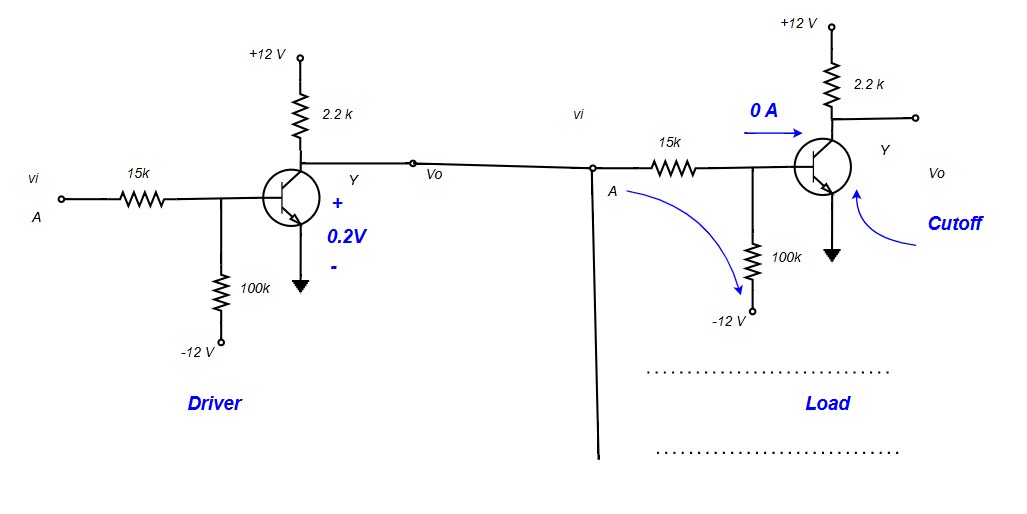 +12 V
2.2 k
vi
15k
A
Y
Vo
+
0.2V
-
100k
-12 V
Driver
+12 V
2.2 k
vi
0 A
15k
Y
A
Vo
Cutoff
100k
-12 V
Load